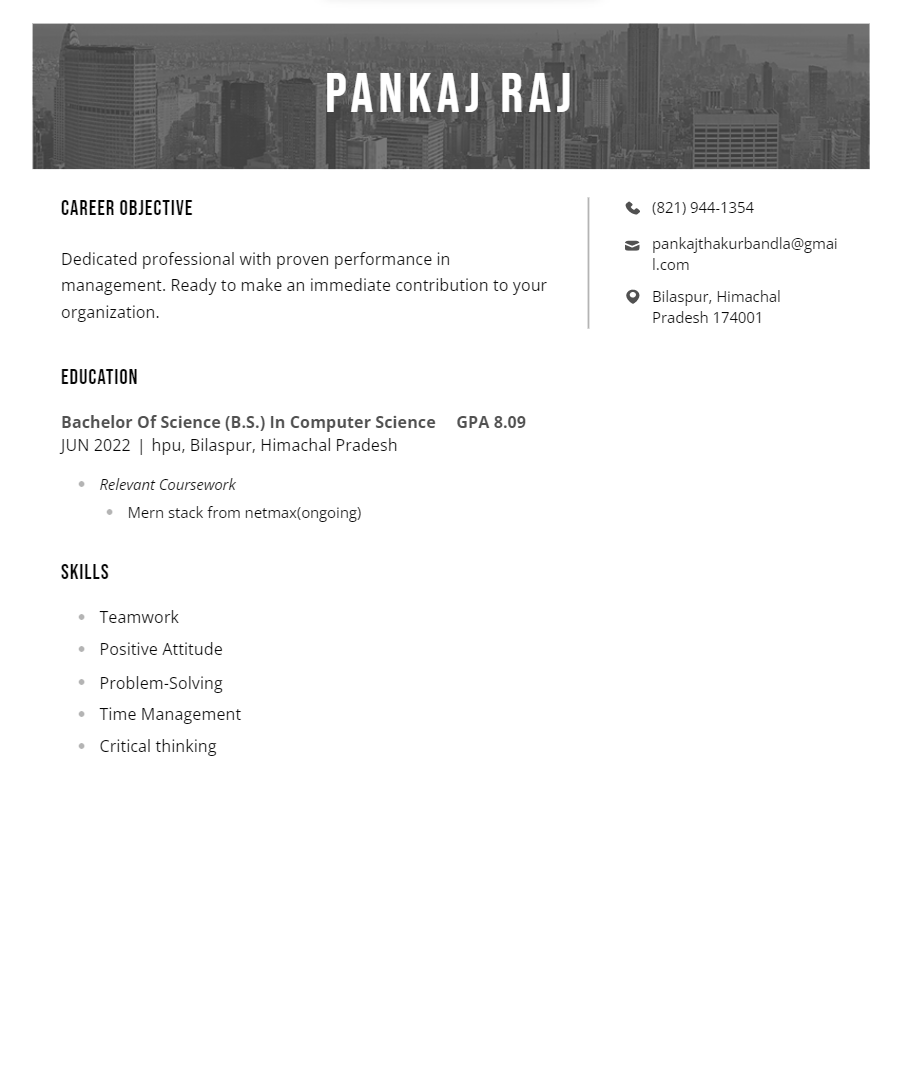 PANKAJ RAJ
CAREER OBJECTIVE
Dedicated professional with proven performance in
management. Ready to make an immediate contribution to your
organization.
(821) 944-1354
pankajthakurbandla@gmai
l.com
Bilaspur, Himachal
Pradesh 174001
EDUCATION
Bachelor Of Science (B.S.) In Computer Science GPA 8.09
JUN 2022 | hpu, Bilaspur, Himachal Pradesh
Relevant Coursework
Mern stack from netmax(ongoing)
SKILLS
Teamwork
Positive Attitude
Problem-Solving
Time Management
Critical thinking